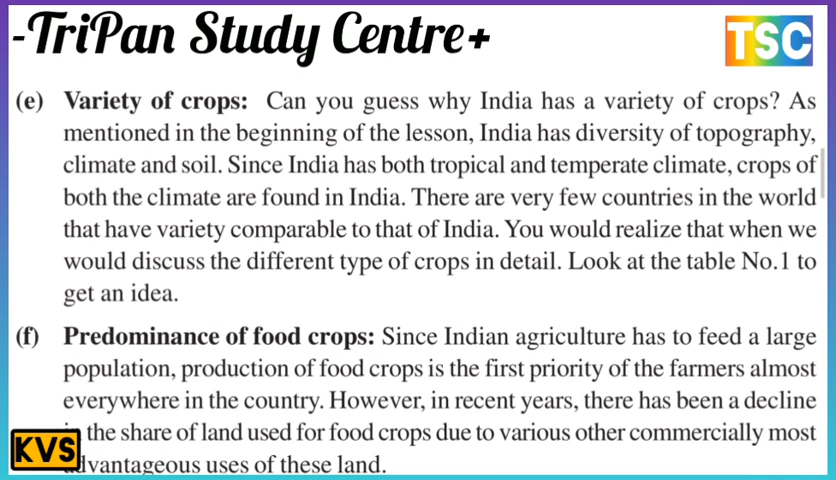 -TriPan Study Centre+
TSC
(e) Variety of crops: Can you guess why India has a variety of crops? As
mentioned in the beginning of the lesson, India has diversity of topography,
climate and soil. Since India has both tropical and temperate climate, crops of
both the climate are found in India. There are very few countries in the world
that have variety comparable to that of India. You would realize that when we
would discuss the different type of crops in detail. Look at the table No.1 to
get an idea.
(f) Predominance of food crops: Since Indian agriculture has to feed a large
population, production of food crops is the first priority of the farmers almost
everywhere in the country. However, in recent years, there has been a decline
the share of land used for food crops due to various other commercially most
dvantageous uses of these land.
KVS